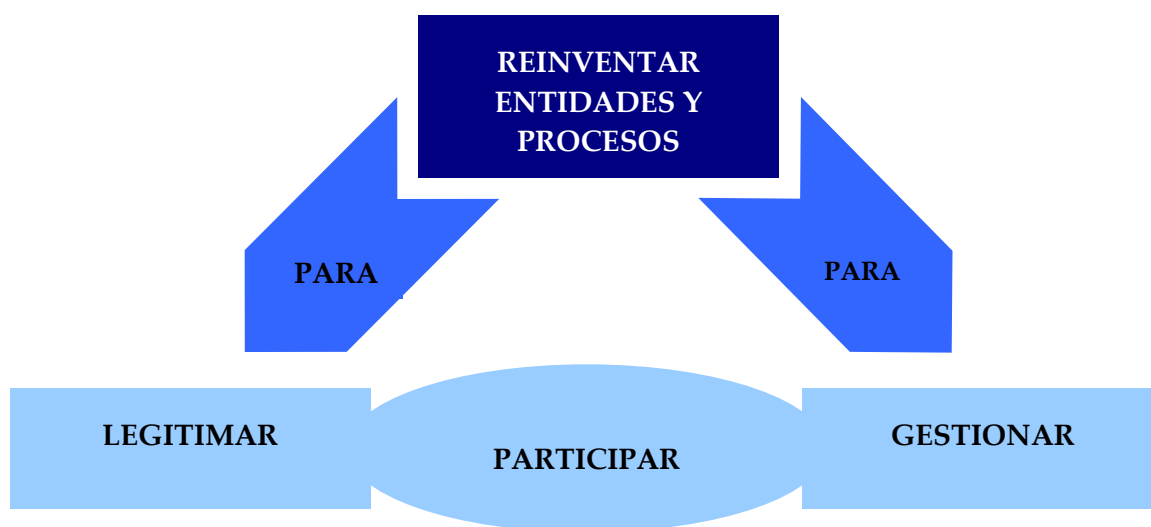 REINVENTAR
ENTIDADES Y
PROCESOS
PARA
PARA
LEGITIMAR
PARTICIPAR
GESTIONAR